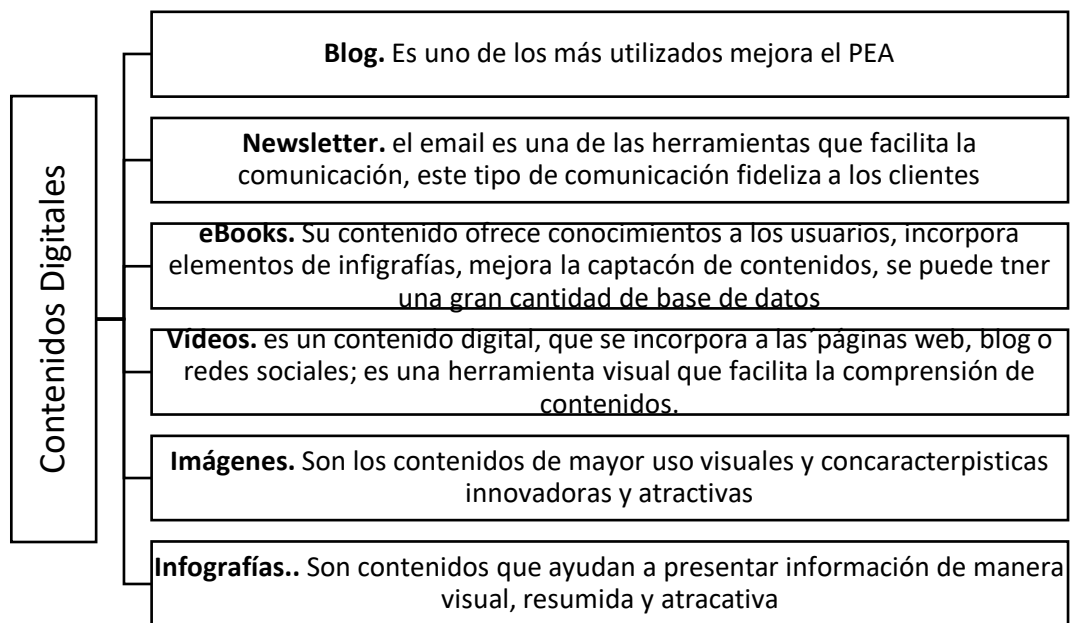 Contenidos Digitales
Blog. Es uno de los más utilizados mejora el PEA
Newsletter. el email es una de las herramientas que facilita la
comunicación, este tipo de comunicación fideliza a los clientes
eBooks. Su contenido ofrece conocimientos a los usuarios, incorpora
elementos de infigrafías, mejora la captacón de contenidos, se puede tner
una gran cantidad de base de datos
Vídeos. es un contenido digital, que se incorpora a las´páginas web, blog o
redes sociales; es una herramienta visual que facilita la comprensión de
contenidos.
Imágenes. Son los contenidos de mayor uso visuales y concaracterpisticas
innovadoras y atractivas
Infografías.. Son contenidos que ayudan a presentar información de manera
visual, resumida y atracativa